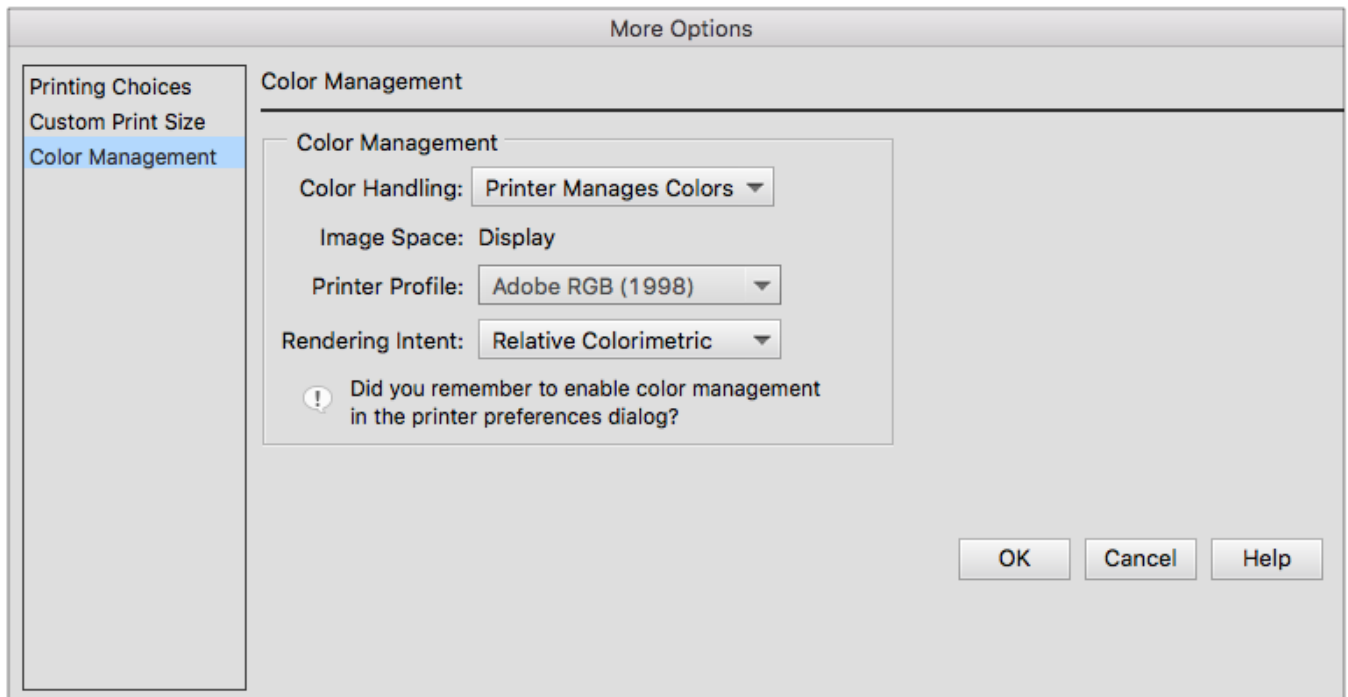 More Options
Printing Choices
Custom Print Size
Color Management
Color Management
Color Management
Color Handling: Printer Manages Colors
Image Space: Display
Printer Profile: Adobe RGB (1998)
Rendering Intent: Relative Colorimetric
! Did you remember to enable color management
in the printer preferences dialog?
OK Cancel Help